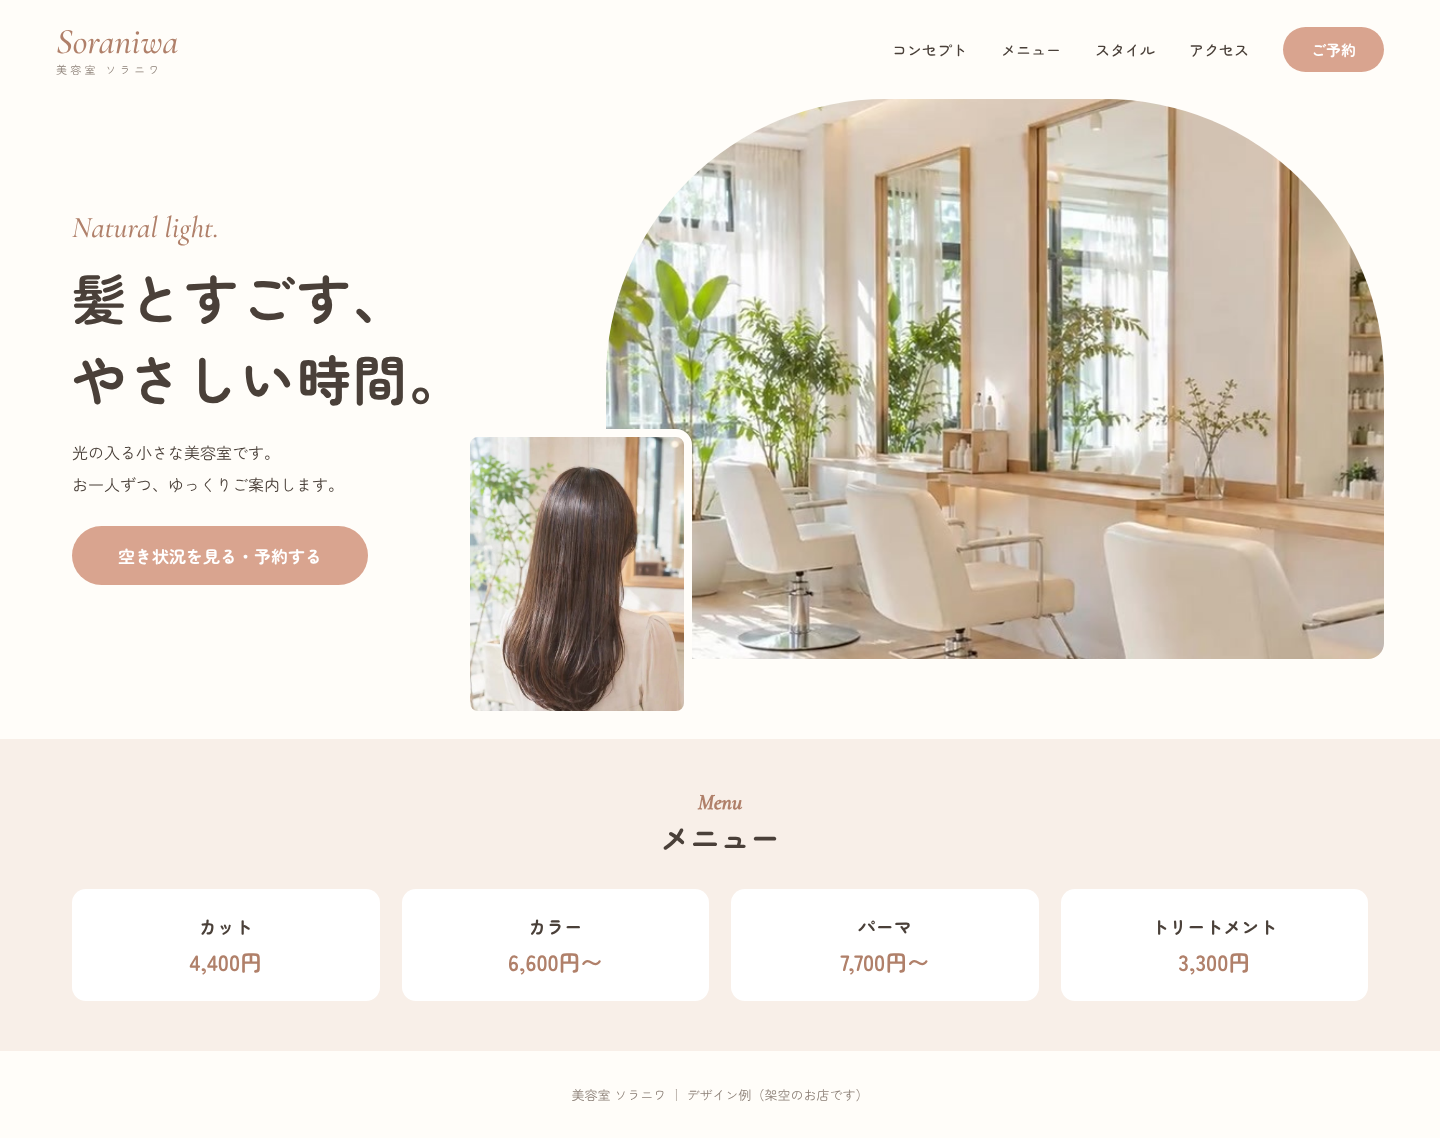 Soraniwa
美容室 ソラニワ
コンセプト
メニュー
スタイル
アクセス
ご予約
Natural light.
髪とすごす、
やさしい時間。
光の入る小さな美容室です。
お一人ずつ、ゆっくりご案内します。
空き状況を見る・予約する
Menu
メニュー
カット
4,400円
カラー
6,600円〜
パーマ
7,700円〜
トリートメント
3,300円
美容室 ソラニワ ｜ デザイン例（架空のお店です）